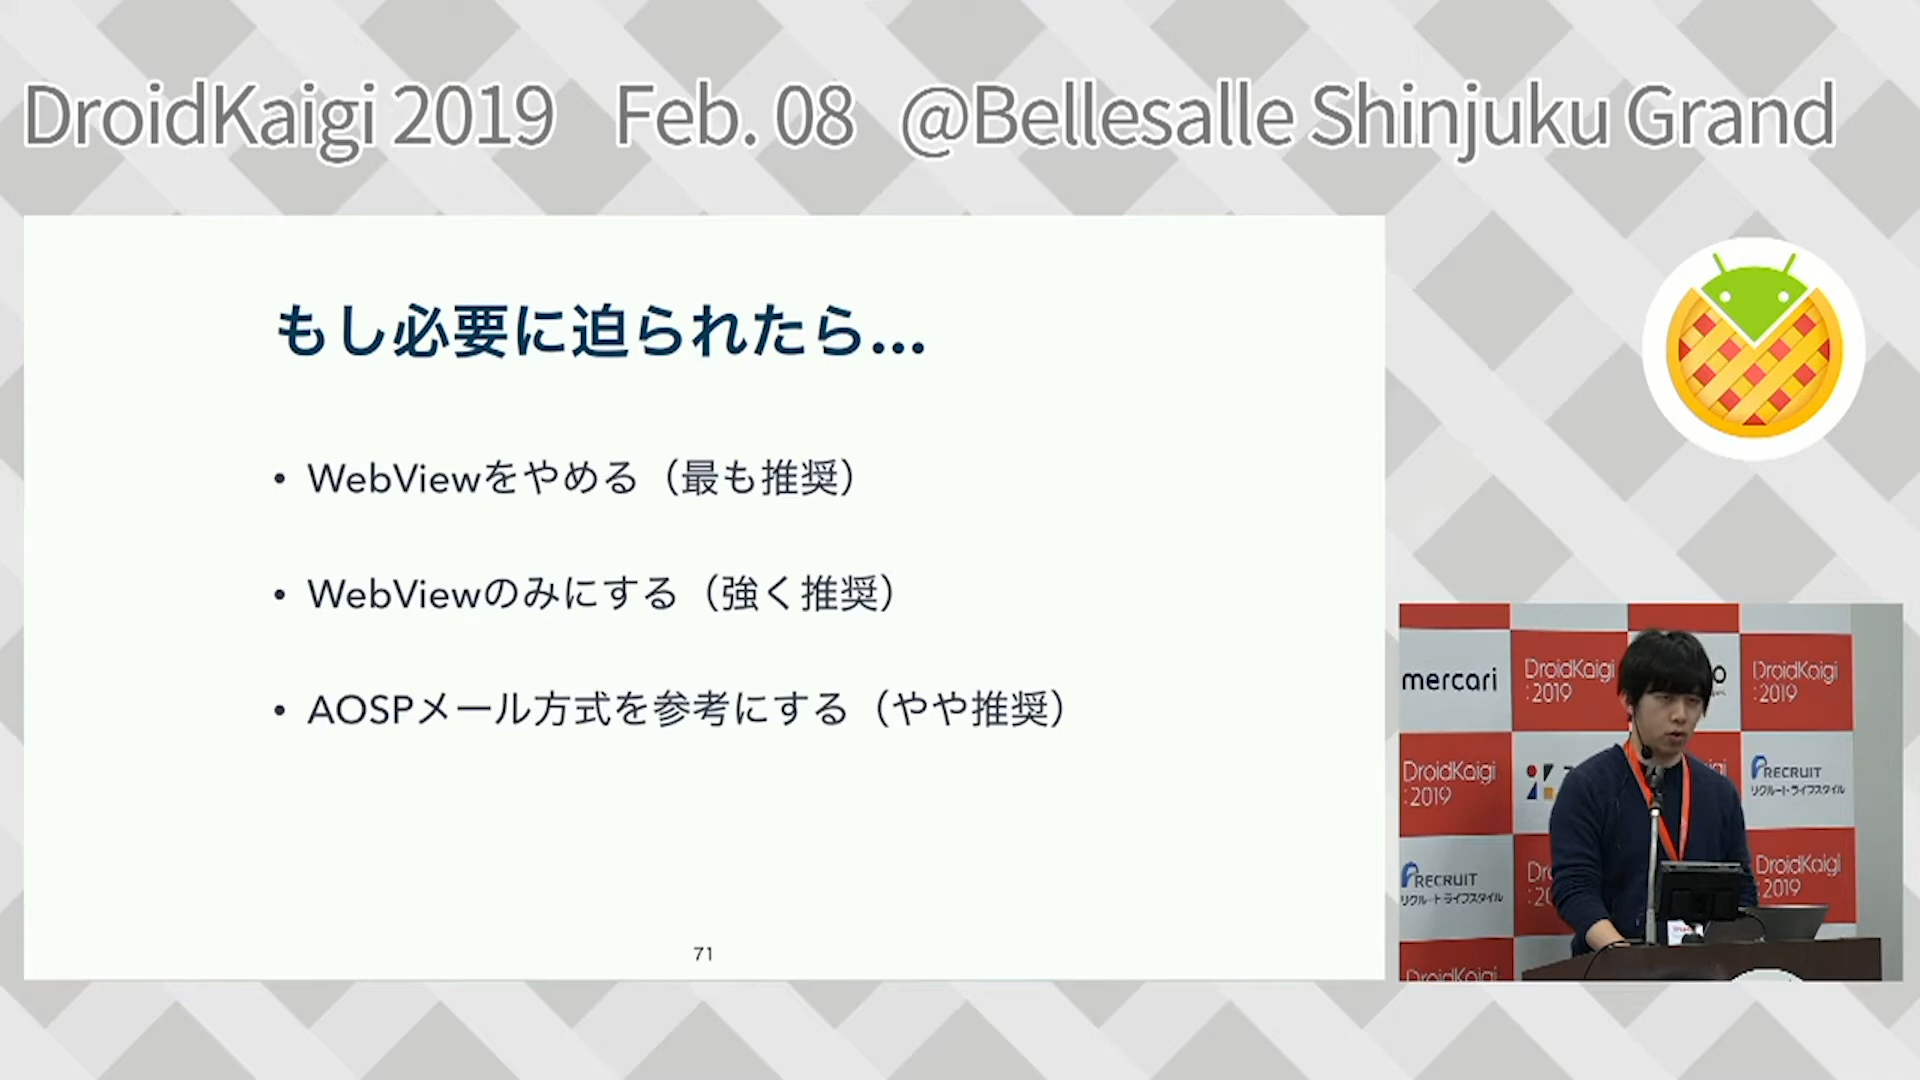 DroidKaigi 2019 Feb. 08 @Bellesalle Shinjuku Grand
もし必要に迫られたら...
• WebViewをやめる（最も推奨）
• WebViewのみにする（強く推奨）
• AOSPメール方式を参考にする（やや推奨）
71
mercari
DroidKaigi
:2019
DroidKaigi
:2019
DroidKaigi
:2019
RECRUIT
リクルートライフスタイル
RECRUIT
リクルートライフスタイル
DroidKaigi
:2019
DroidKaigi